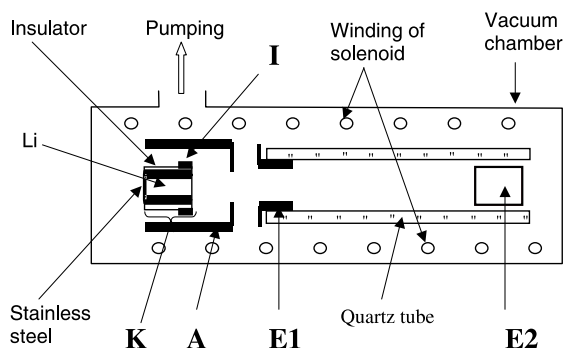 Insulator
Pumping
I
Winding of
solenoid
Vacuum
chamber
Li
Stainless
steel
K
A
E1
Quartz tube
E2